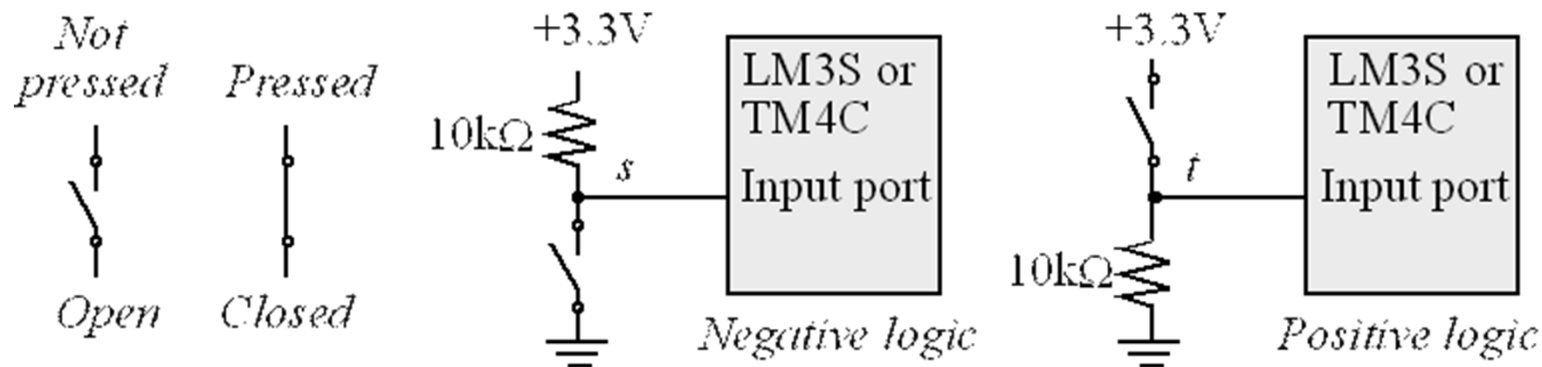 Not
pressed
Pressed
Open
Closed
+3.3V
10kΩ
s
LM3S or
TM4C
Input port
Negative logic
+3.3V
t
10kΩ
LM3S or
TM4C
Input port
Positive logic